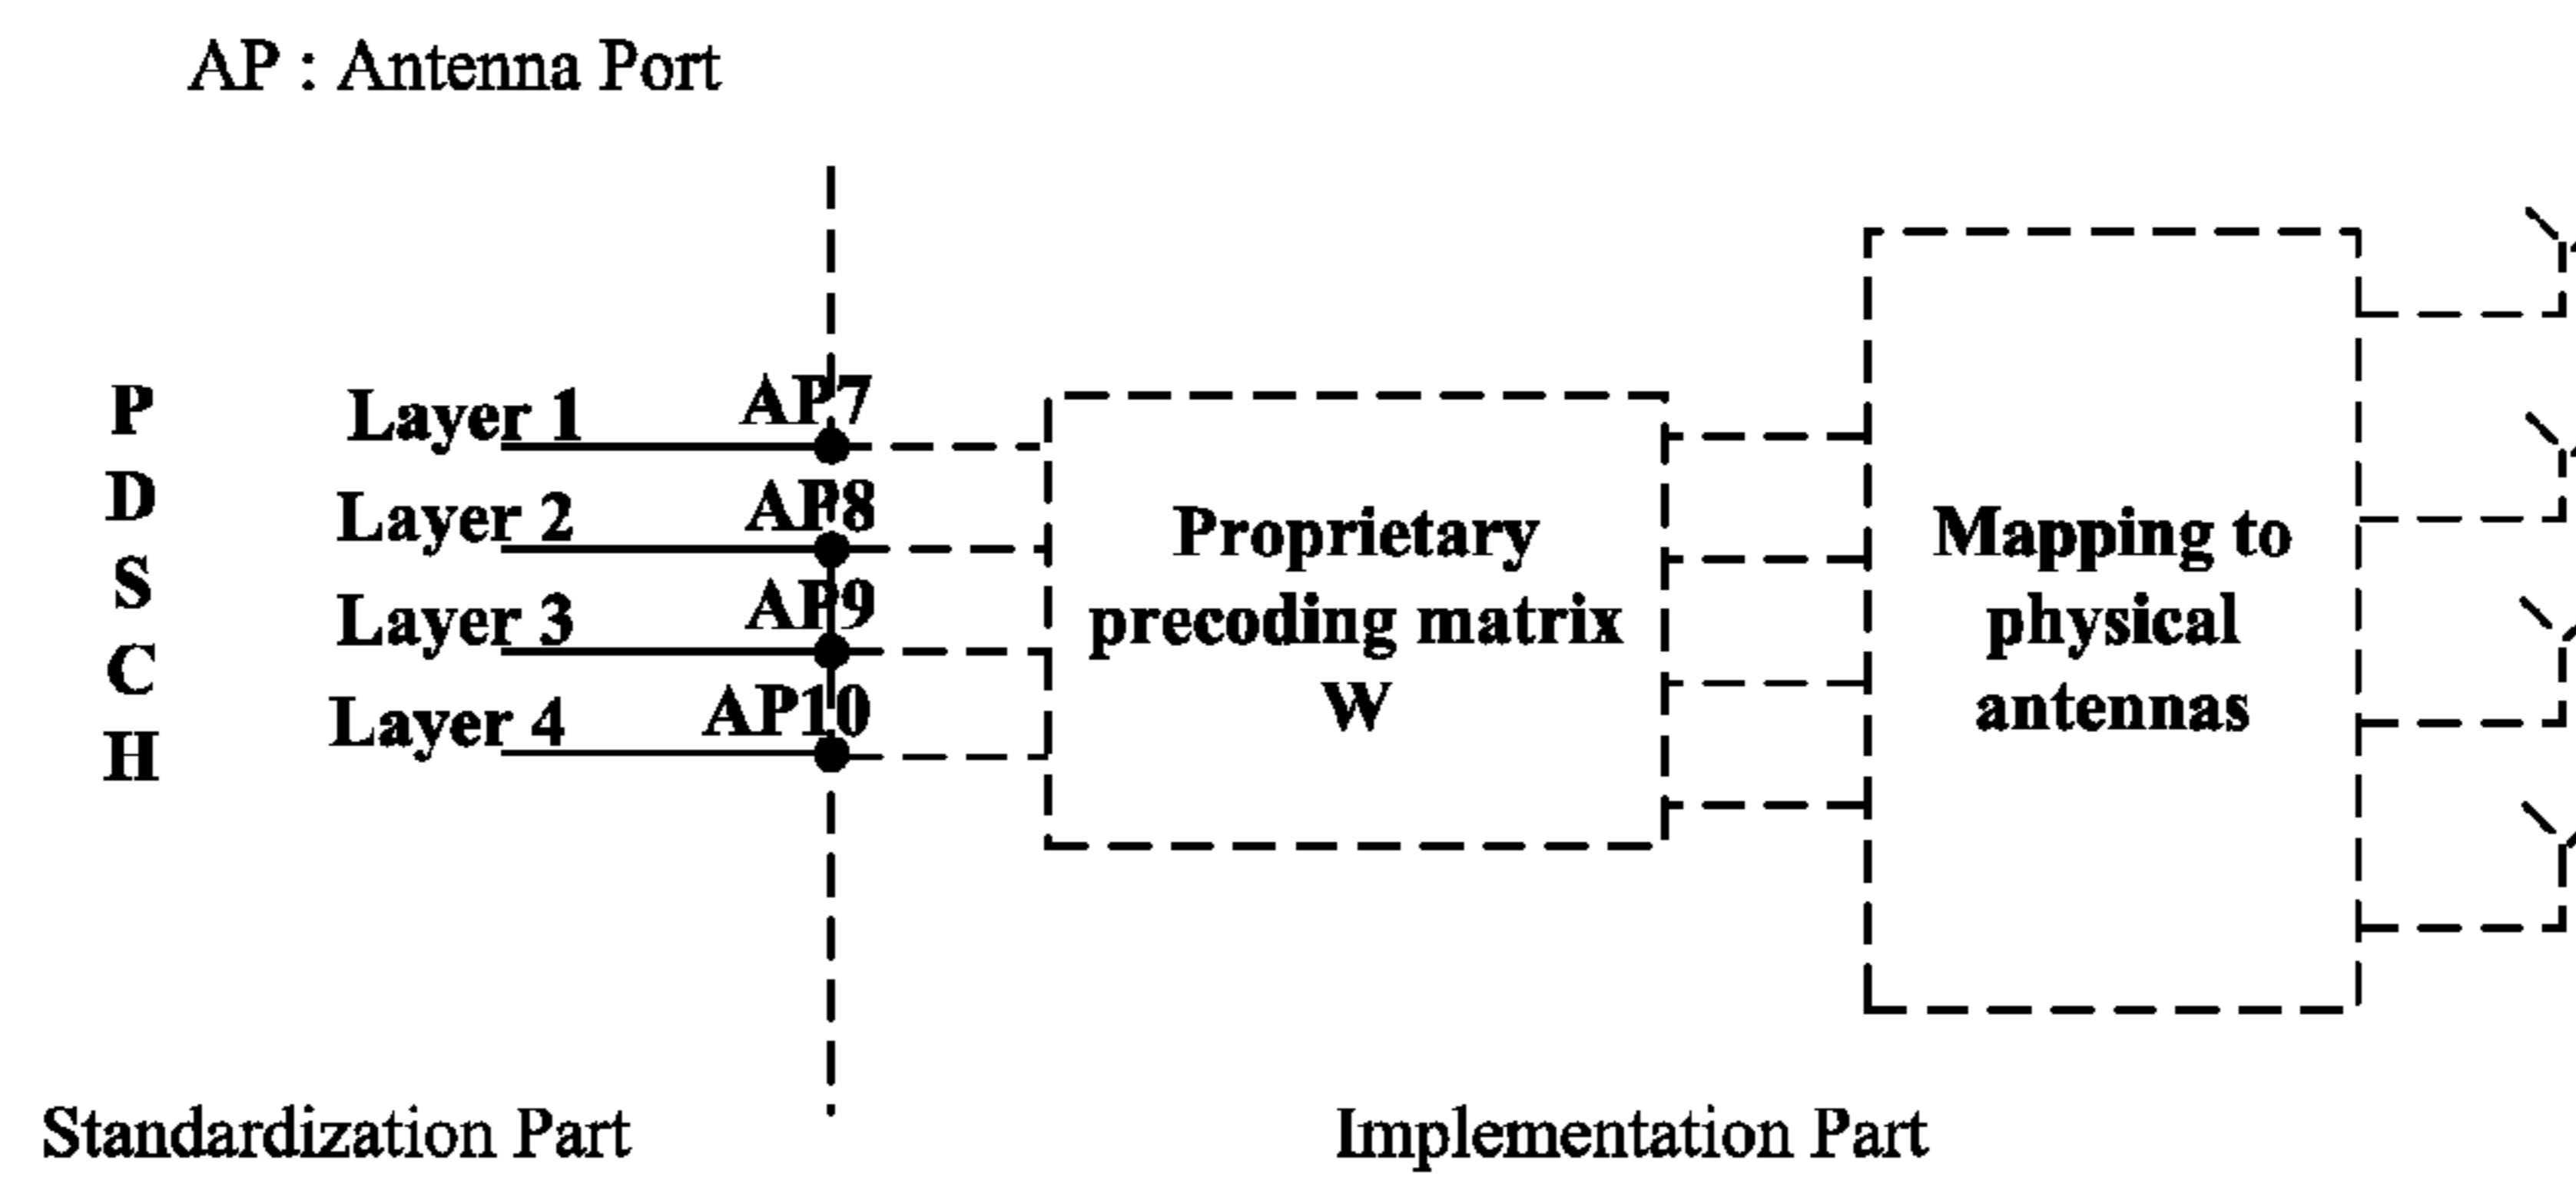 AP : Antenna Port
P
D
S
C
H
Layer 1
AP7
Layer 2
AP8
Layer 3
AP9
Layer 4
AP10
Proprietary
precoding matrix
W
Mapping to
physical
antennas
Standardization Part
Implementation Part